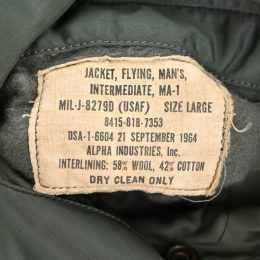 JACKET, FLYING, MAN'S,
INTERMEDIATE, MA-1
MIL-J-8279D (USAF) SIZE LARGE
8415-818-7353
DSA-1-6604 21 SEPTEMBER 1964
ALPHA INDUSTRIES, Inc.
INTERLINING: 58% WOOL, 42% COTTON
DRY CLEAN ONLY